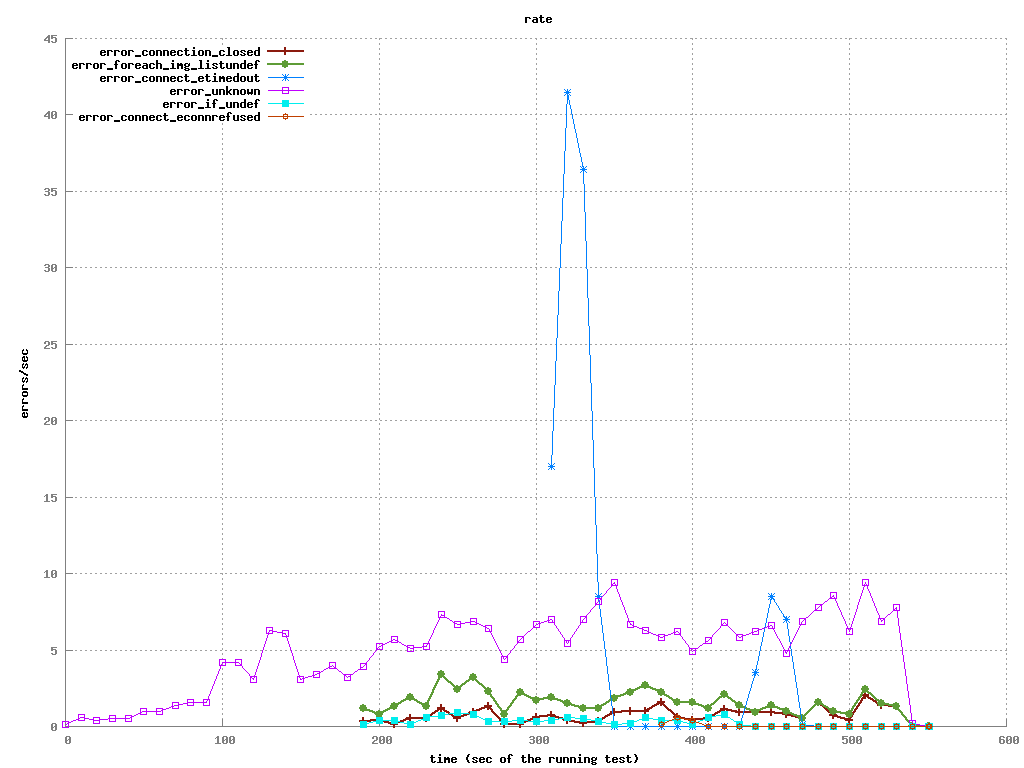 rate
45
error_connection_closed
error_foreach_img_listundef
error_connect_etimedout
error_unknown
error_if_undef
error_connect_econnrefused
40
35
30
25
20
15
10
5
0
errors/sec
0 100 200 300 400 500 600
time (sec of the running test)